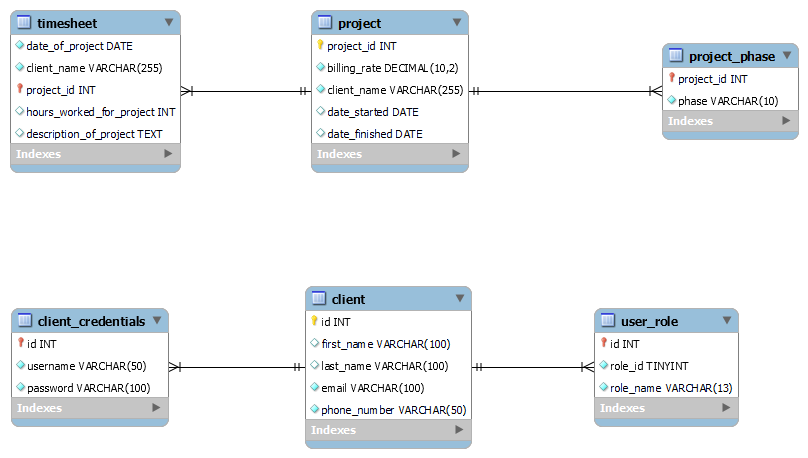 timesheet
date_of_project DATE
client_name VARCHAR(255)
project_id INT
hours_worked_for_project INT
description_of_project TEXT
Indexes
project
project_id INT
billing_rate DECIMAL(10,2)
client_name VARCHAR(255)
date_started DATE
date_finished DATE
Indexes
project_phase
project_id INT
phase VARCHAR(10)
Indexes
client_credentials
id INT
username VARCHAR(50)
password VARCHAR(100)
Indexes
client
id INT
first_name VARCHAR(100)
last_name VARCHAR(100)
email VARCHAR(100)
phone_number VARCHAR(50)
Indexes
user_role
id INT
role_id TINYINT
role_name VARCHAR(13)
Indexes